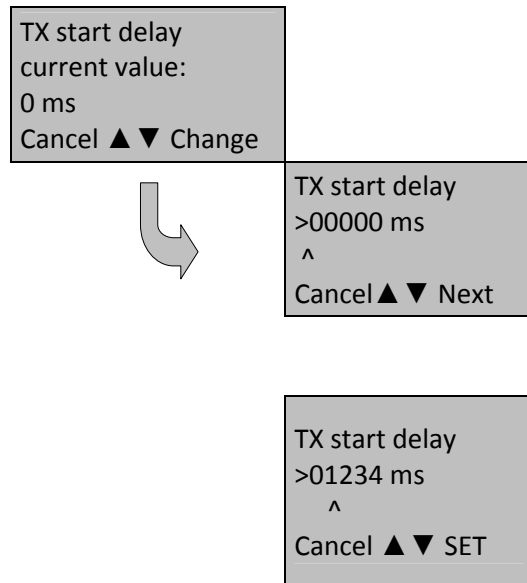 TX start delay
current value:
0 ms
Cancel ▲ ▼ Change
TX start delay
>00000 ms
^
Cancel▲ ▼ Next
TX start delay
>01234 ms
^
Cancel ▲ ▼ SET